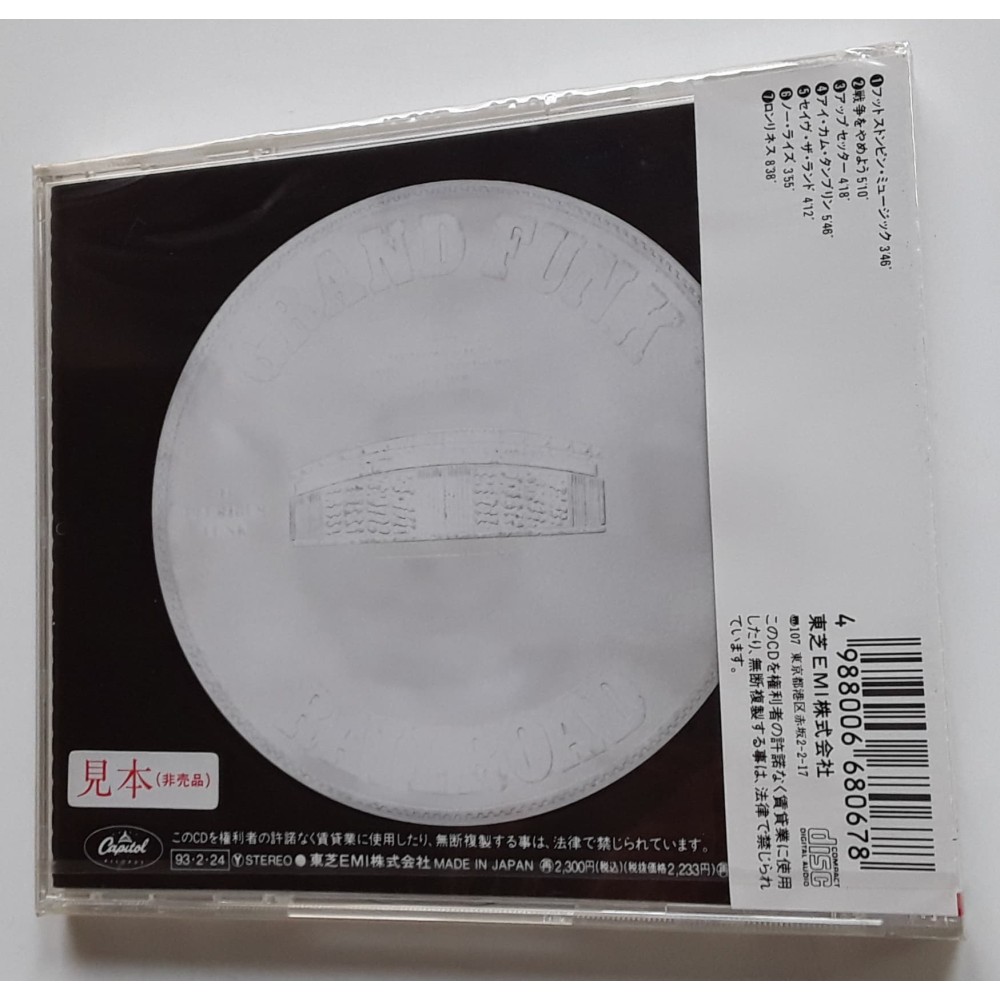 ❶フットストンピン・ミュージック 3'46"
❷戦争をやめよう 5'10"
❸アップセッター 4'18"
❹アイ・カム・タンブリン 5'46"
❺セイヴ・ザ・ランド 4'12"
❻ノー・ライズ 3'55"
❼ロンリネス 8'38"
GRAND FUNK
RAILROAD
4 988006 680678
東芝EMI株式会社
〠107 東京都港区赤坂2-2-17
このCDを権利者の許諾なく賃貸業に使用
したり、無断複製する事は、法律で禁じられ
ています。
COMPACT
disc
DIGITAL AUDIO
見本(非売品)
Capitol
RECORDS
このCDを権利者の許諾なく賃貸業に使用したり、無断複製する事は、法律で禁じられています。
93・2・24 Ⓨ STEREO ● 東芝EMI株式会社 MADE IN JAPAN 2,300円(税込)(税抜価格2,233円)